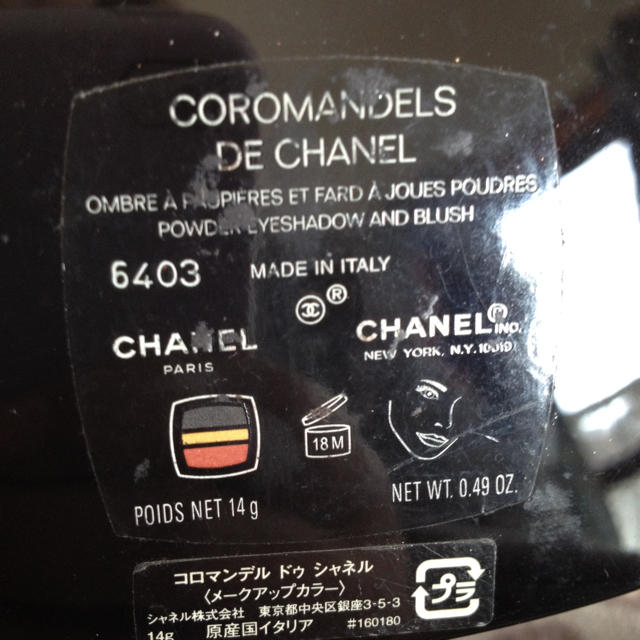 COROMANDELS
DE CHANEL
OMBRE À PAUPIÈRES ET FARD À JOUES POUDRES
POWDER EYESHADOW AND BLUSH
6403 MADE IN ITALY
®
CHANEL
PARIS
CHANEL INC.
NEW YORK, N.Y. 10019
18 M
POIDS NET 14 g
NET WT. 0.49 OZ.
コロマンデル ドゥ シャネル
〈メークアップカラー〉
シャネル株式会社 東京都中央区銀座3-5-3
14g 原産国イタリア #160180
プラ